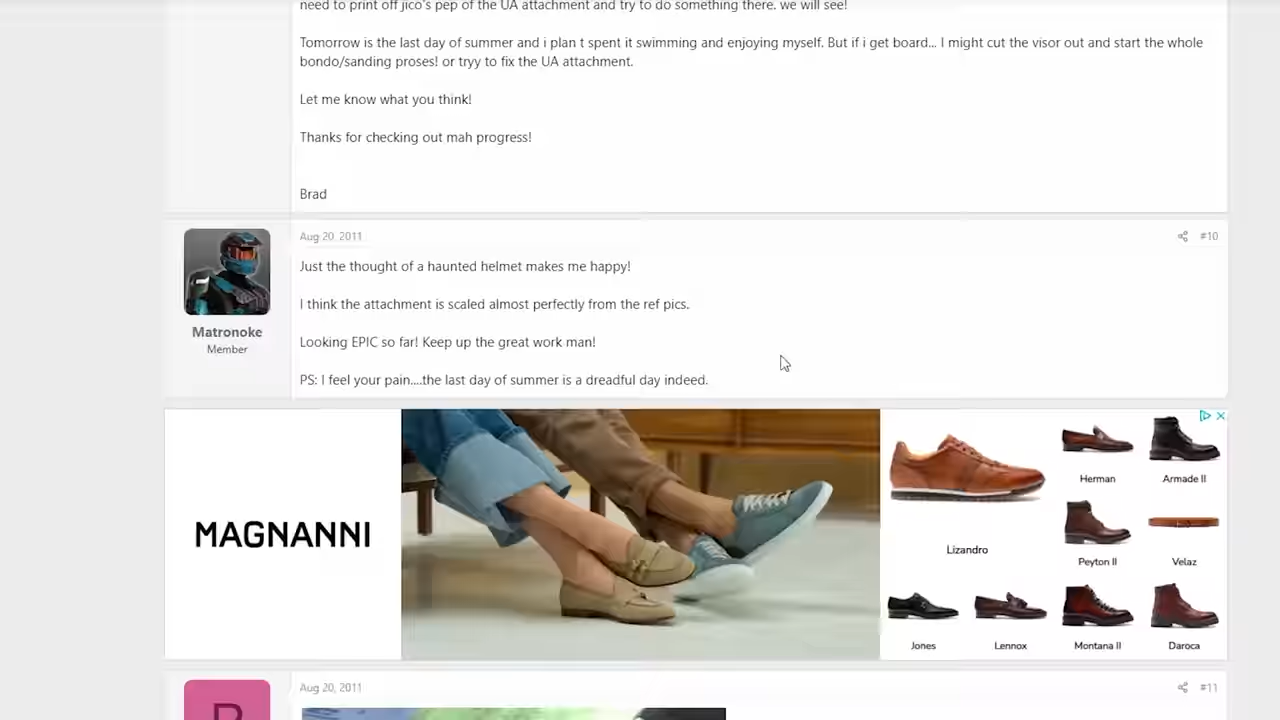 need to print off jico's pep of the UA attachment and try to do something there. we will see!
Tomorrow is the last day of summer and i plan t spent it swimming and enjoying myself. But if i get board... I might cut the visor out and start the whole
bondo/sanding proses! or tryy to fix the UA attachment.
Let me know what you think!
Thanks for checking out mah progress!
Brad
Aug 20, 2011
#10
Matronoke
Member
Just the thought of a haunted helmet makes me happy!
I think the attachment is scaled almost perfectly from the ref pics.
Looking EPIC so far! Keep up the great work man!
PS: I feel your pain....the last day of summer is a dreadful day indeed.
MAGNANNI
Lizandro
Herman
Armade II
Peyton II
Velaz
Jones
Lennox
Montana II
Daroca
Aug 20, 2011
#11